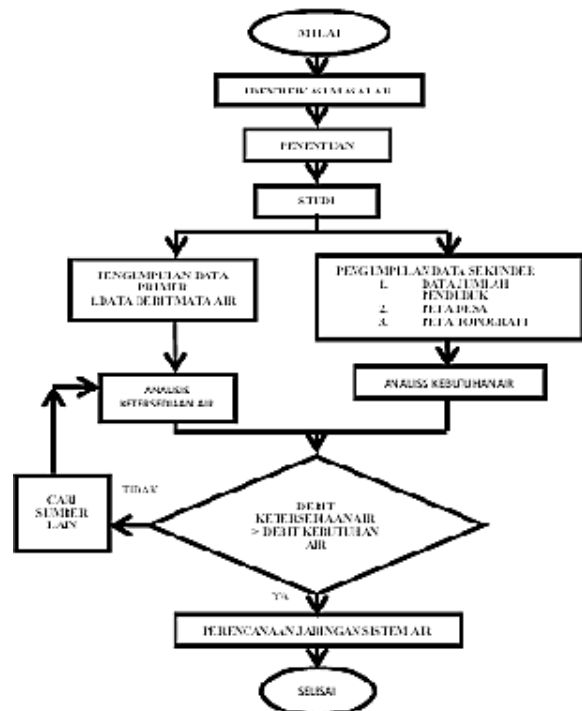 MULAI
IDENTIFIKASI MASALAH
PENENTUAN
STUDI
PENGUMPULAN DATA
PRIMER
1.DATA DEBIT MATA AIR
PENGUMPULAN DATA SEKUNDER
1. DATA JUMLAH
PENDUDUK
2. PETA DESA
3. PETA TOPOGRAFI
ANALISIS
KETERSEDIAAN AIR
ANALISS KEBUTUHAN AIR
CARI
SUMBER
LAIN
TIDAK
DEBIT
KETERSEDIAAN AIR
> DEBIT KEBUTUHAN
AIR
YA
PERENCANAAN JARINGAN SISTEM AIR
SELESAI